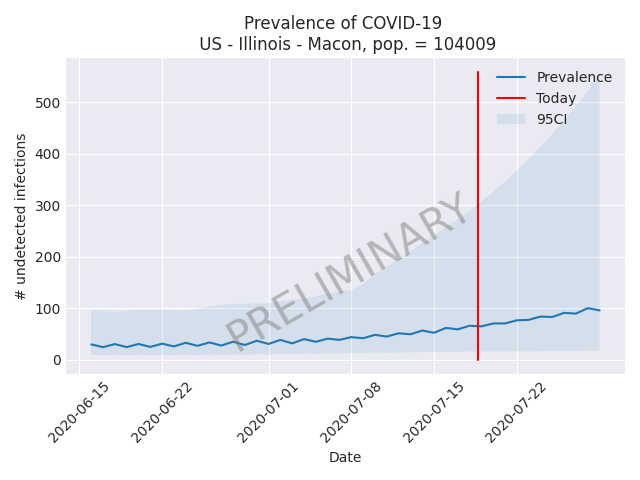 Prevalence of COVID-19
US - Illinois - Macon, pop. = 104009
Prevalence
Today
95CI
PRELIMINARY
# undetected infections
500
400
300
200
100
0
2020-06-15
2020-06-22
2020-07-01
2020-07-08
2020-07-15
2020-07-22
Date